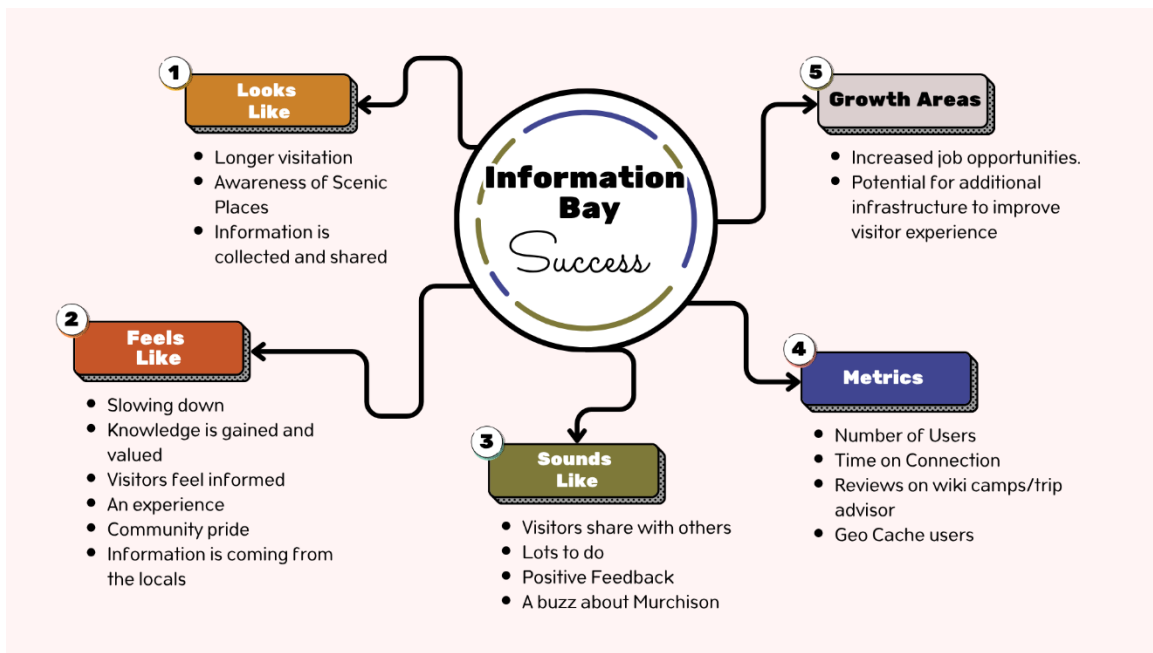 Information
Bay
Success
1
Looks
Like
• Longer visitation
• Awareness of Scenic
Places
• Information is
collected and shared
2
Feels
Like
• Slowing down
• Knowledge is gained and
valued
• Visitors feel informed
• An experience
• Community pride
• Information is coming from
the locals
3
Sounds
Like
• Visitors share with others
• Lots to do
• Positive Feedback
• A buzz about Murchison
4
Metrics
• Number of Users
• Time on Connection
• Reviews on wiki camps/trip
advisor
• Geo Cache users
5
Growth Areas
• Increased job opportunities.
• Potential for additional
infrastructure to improve
visitor experience